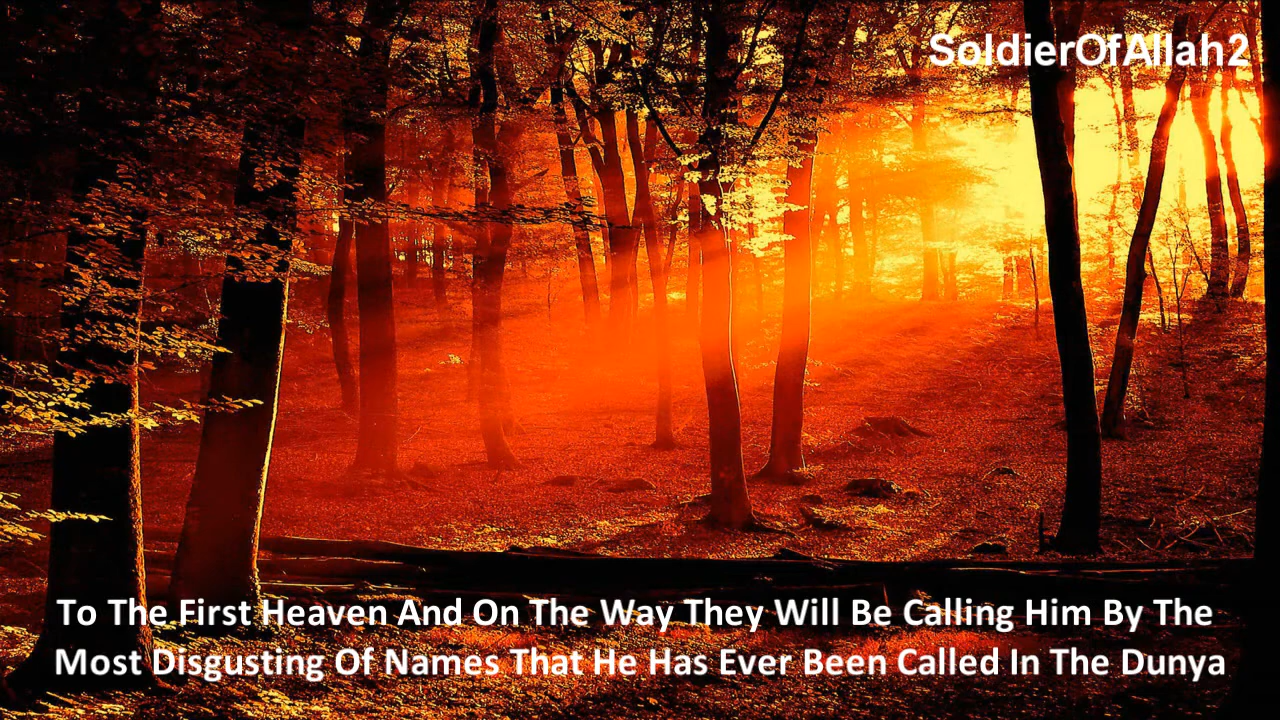 SoldierOfAllah2
To The First Heaven And On The Way They Will Be Calling Him By The
Most Disgusting Of Names That He Has Ever Been Called In The Dunya